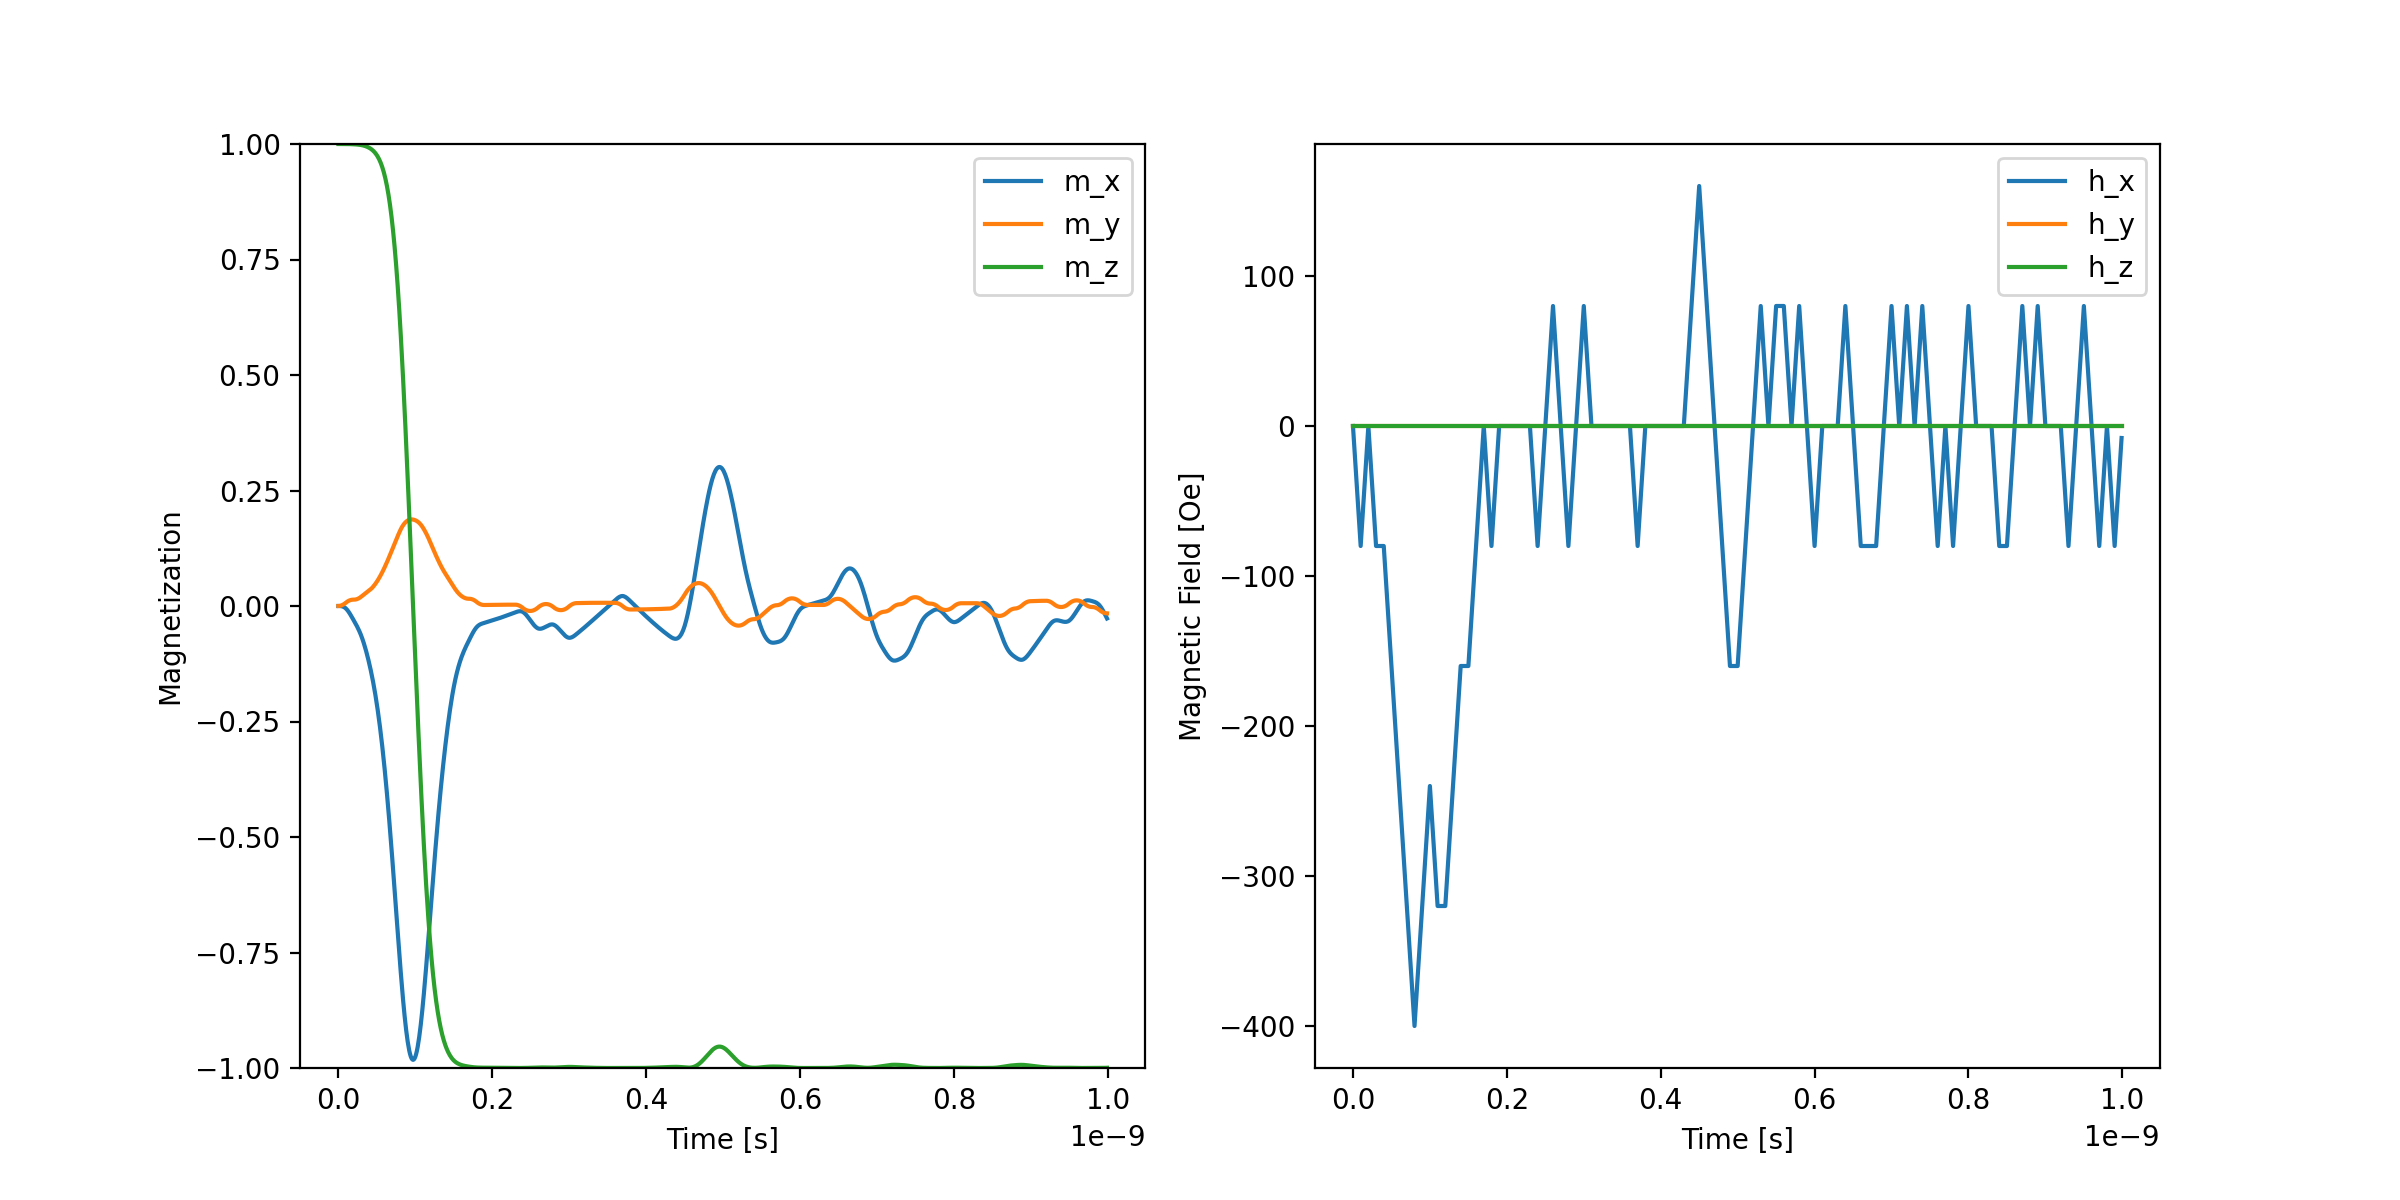 1.00
0.75
0.50
0.25
0.00
−0.25
−0.50
−0.75
−1.00
Magnetization
m_x
m_y
m_z
0.0 0.2 0.4 0.6 0.8 1.0
1e−9
Time [s]
100
0
−100
−200
−300
−400
Magnetic Field [Oe]
h_x
h_y
h_z
0.0 0.2 0.4 0.6 0.8 1.0
1e−9
Time [s]